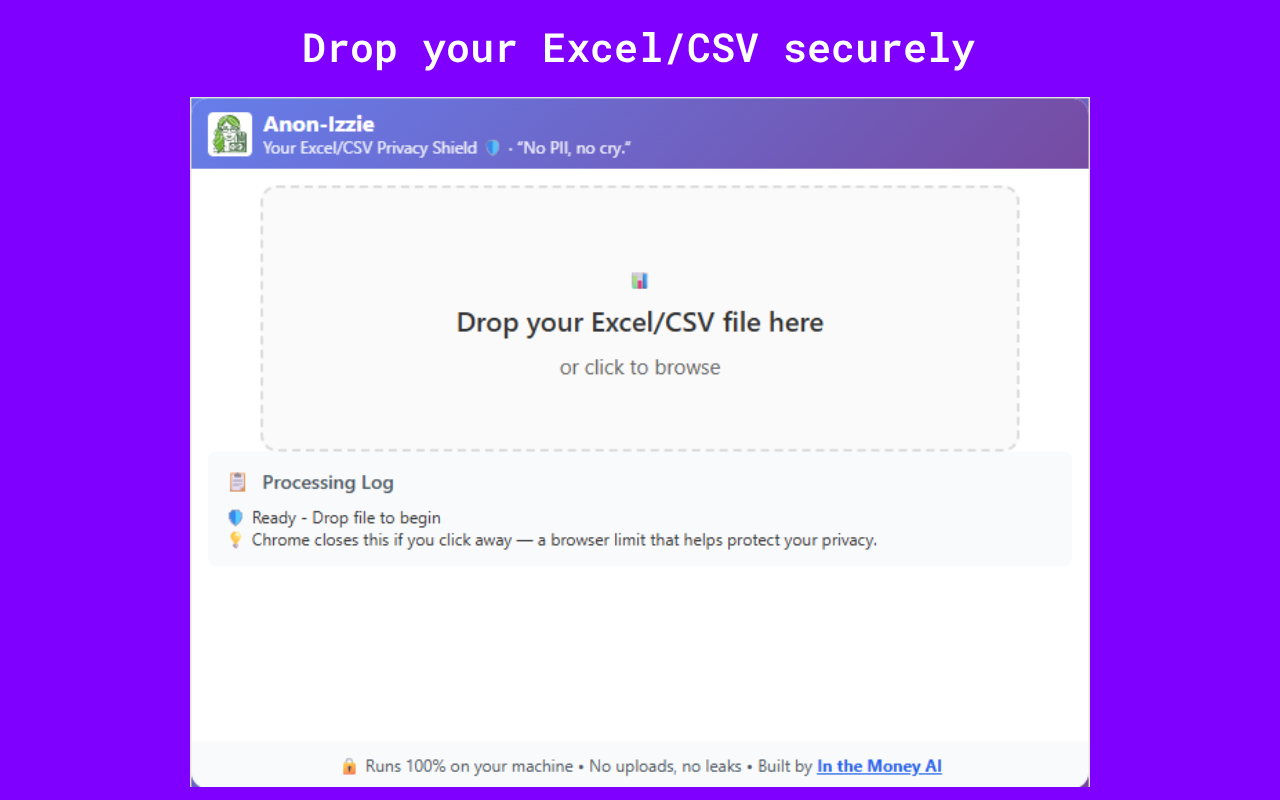 Drop your Excel/CSV securely
Anon-Izzie
Your Excel/CSV Privacy Shield 🛡️ · “No PII, no cry.”
Drop your Excel/CSV file here
or click to browse
Processing Log
Ready - Drop file to begin
Chrome closes this if you click away — a browser limit that helps protect your privacy.
Runs 100% on your machine • No uploads, no leaks • Built by In the Money AI